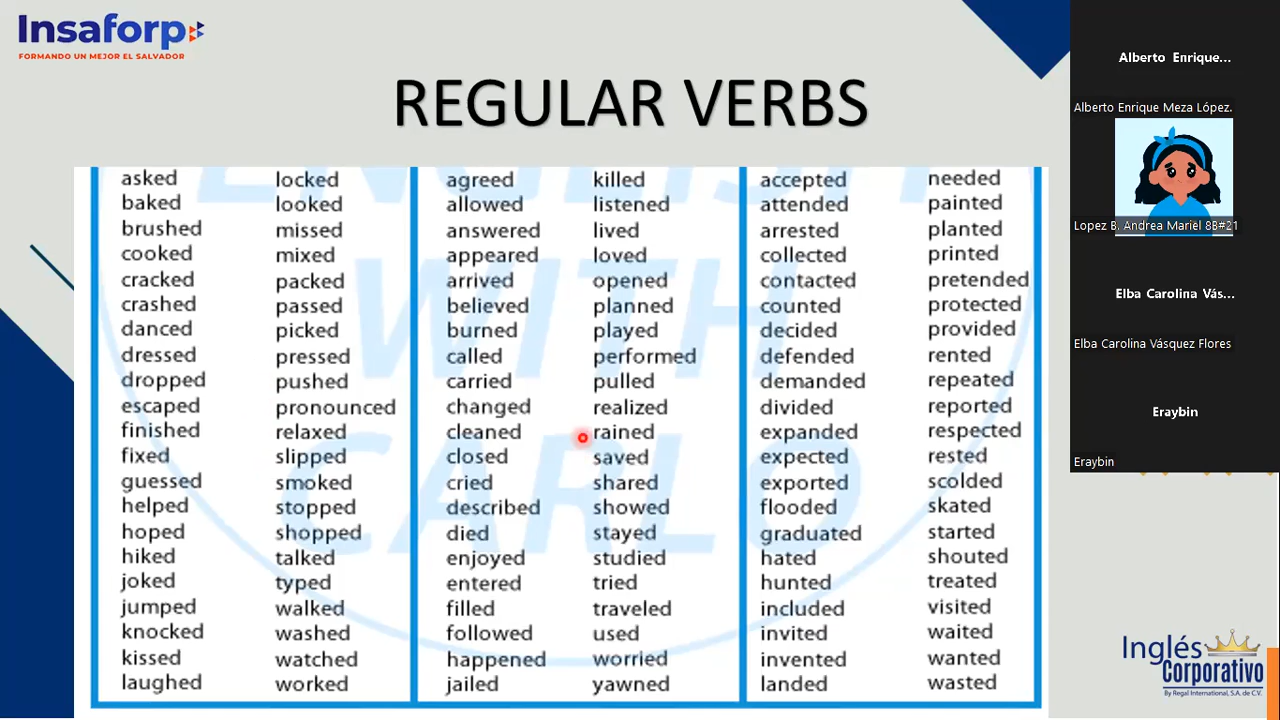 Insaforp
FORMANDO UN MEJOR EL SALVADOR
REGULAR VERBS
ENGLISH
WITH
CARLO
asked locked agreed killed accepted needed
baked looked allowed listened attended painted
brushed missed answered lived arrested planted
cooked mixed appeared loved collected printed
cracked packed arrived opened contacted pretended
crashed passed believed planned counted protected
danced picked burned played decided provided
dressed pressed called performed defended rented
dropped pushed carried pulled demanded repeated
escaped pronounced changed realized divided reported
finished relaxed cleaned rained expanded respected
fixed slipped closed saved expected rested
guessed smoked cried shared exported scolded
helped stopped described showed flooded skated
hoped shopped died stayed graduated started
hiked talked enjoyed studied hated shouted
joked typed entered tried hunted treated
jumped walked filled traveled included visited
knocked washed followed used invited waited
kissed watched happened worried invented wanted
laughed worked jailed yawned landed wasted
Alberto Enrique...
Alberto Enrique Meza López.
Lopez B. Andrea Mariel 8B#21
Elba Carolina Vás...
Elba Carolina Vásquez Flores
Eraybin
Eraybin
Inglés
Corporativo
By Regal International, S.A. de C.V.